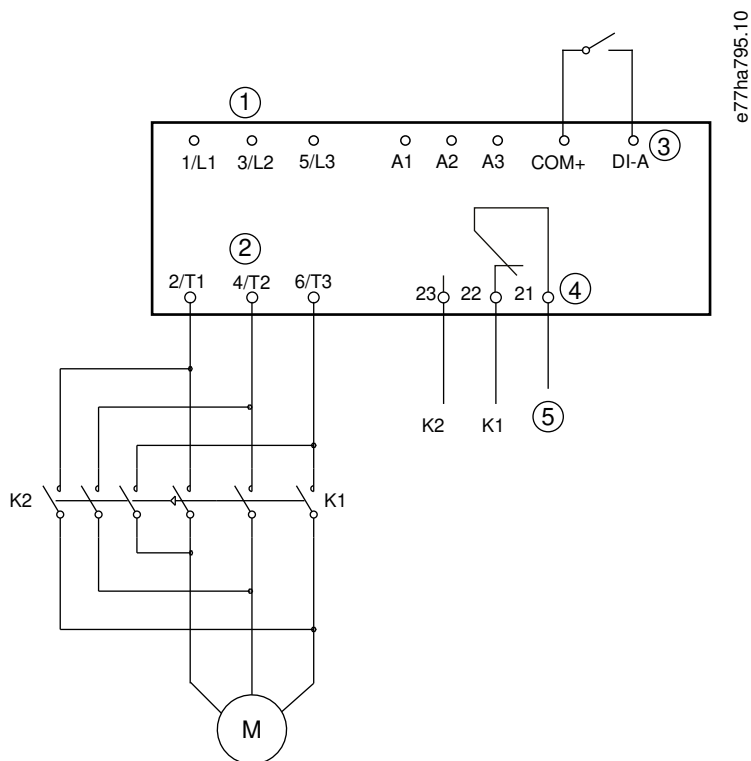 e77ha795.10
1
1/L1 3/L2 5/L3 A1 A2 A3 COM+ DI-A 3
2
2/T1 4/T2 6/T3 23 22 21 4
K2 K1 5
K2 K1
M